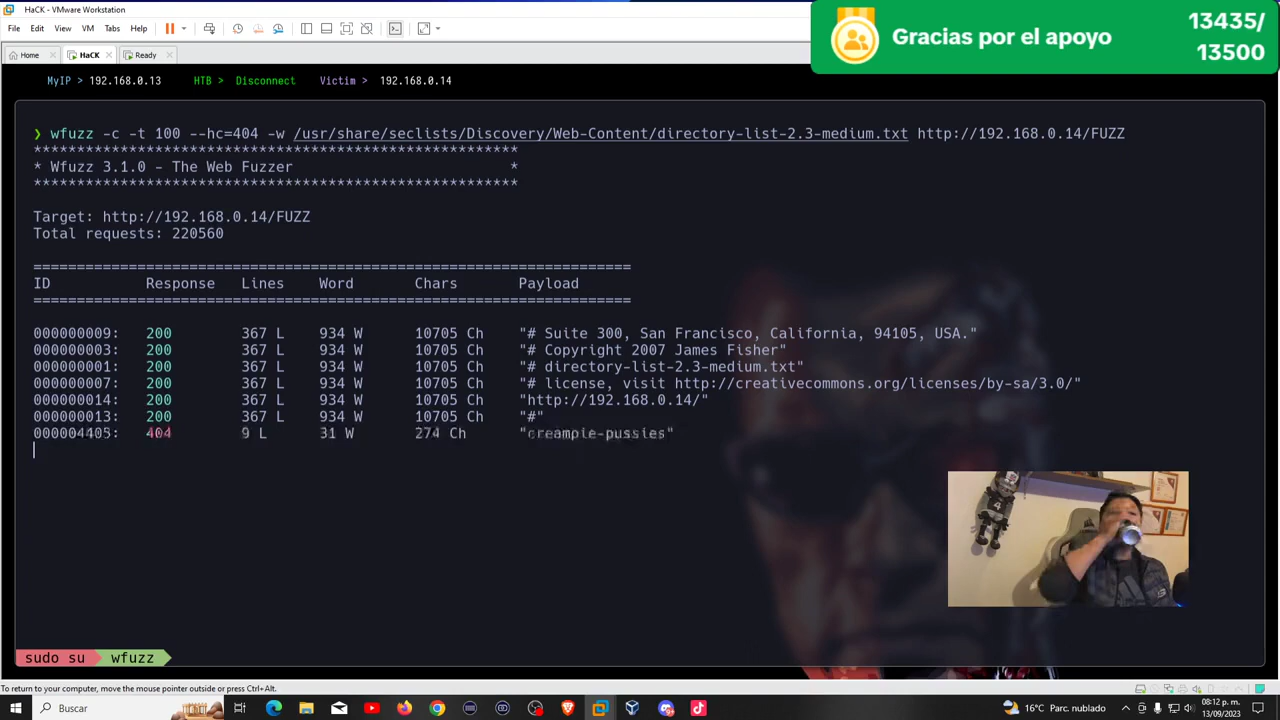 HaCK - VMware Workstation
File Edit View VM Tabs Help
Home HaCK Ready
Gracias por el apoyo
13435/
13500
MyIP > 192.168.0.13 HTB > Disconnect Victim > 192.168.0.14
❯ wfuzz -c -t 100 --hc=404 -w /usr/share/seclists/Discovery/Web-Content/directory-list-2.3-medium.txt http://192.168.0.14/FUZZ
********************************************************
* Wfuzz 3.1.0 - The Web Fuzzer *
********************************************************
Target: http://192.168.0.14/FUZZ
Total requests: 220560
=====================================================================
ID Response Lines Word Chars Payload
=====================================================================
000000009: 200 367 L 934 W 10705 Ch "# Suite 300, San Francisco, California, 94105, USA."
000000003: 200 367 L 934 W 10705 Ch "# Copyright 2007 James Fisher"
000000001: 200 367 L 934 W 10705 Ch "# directory-list-2.3-medium.txt"
000000007: 200 367 L 934 W 10705 Ch "# license, visit http://creativecommons.org/licenses/by-sa/3.0/"
000000014: 200 367 L 934 W 10705 Ch "http://192.168.0.14/"
000000013: 200 367 L 934 W 10705 Ch "#"
404 9 L 31 W 274 Ch
sudo su wfuzz
To return to your computer, move the mouse pointer outside or press Ctrl+Alt.
Buscar
16°C Parc. nublado
08:12 p. m.
13/09/2023